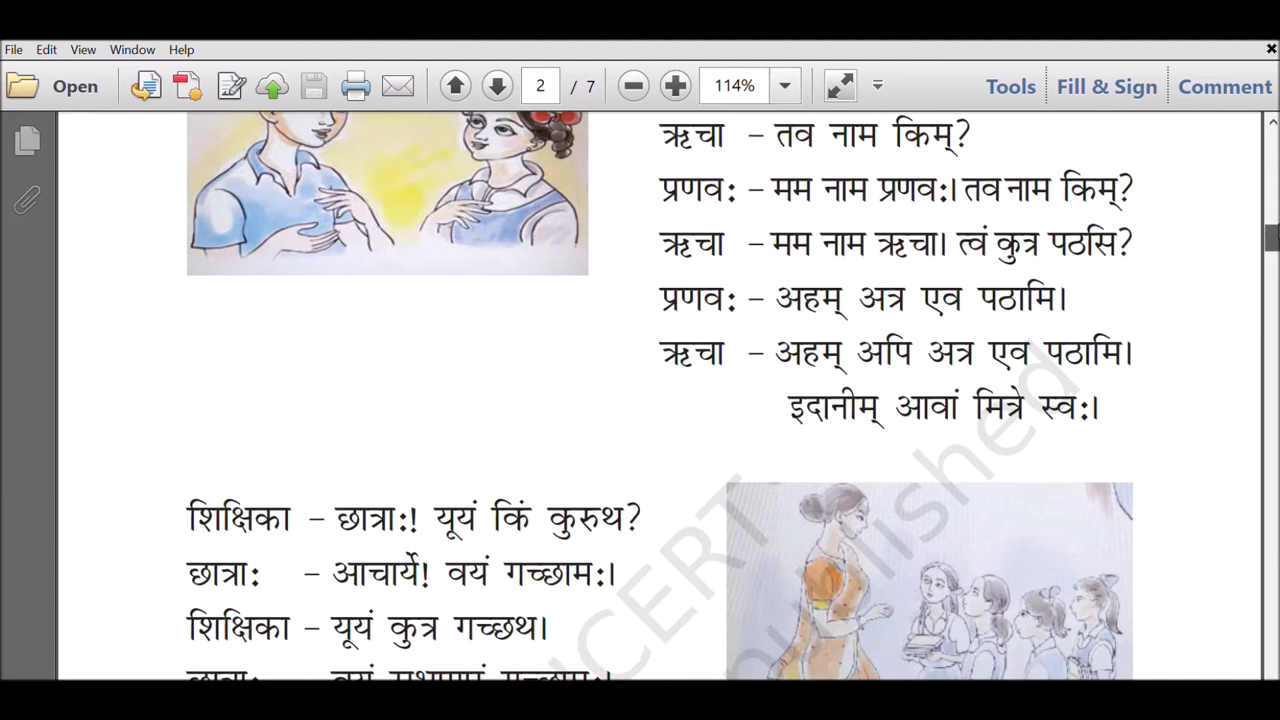 File Edit View Window Help
Open 2 / 7 114% Tools Fill & Sign Comment
ऋचा – तव नाम किम्?
प्रणवः – मम नाम प्रणवः। तव नाम किम्?
ऋचा – मम नाम ऋचा। त्वं कुत्र पठसि?
प्रणवः – अहम् अत्र एव पठामि।
ऋचा – अहम् अपि अत्र एव पठामि।
इदानीम् आवां मित्रे स्वः।
शिक्षिका – छात्राः! यूयं किं कुरुथ?
छात्राः – आचार्ये! वयं गच्छामः।
शिक्षिका – यूयं कुत्र गच्छथ।
NCERT
published